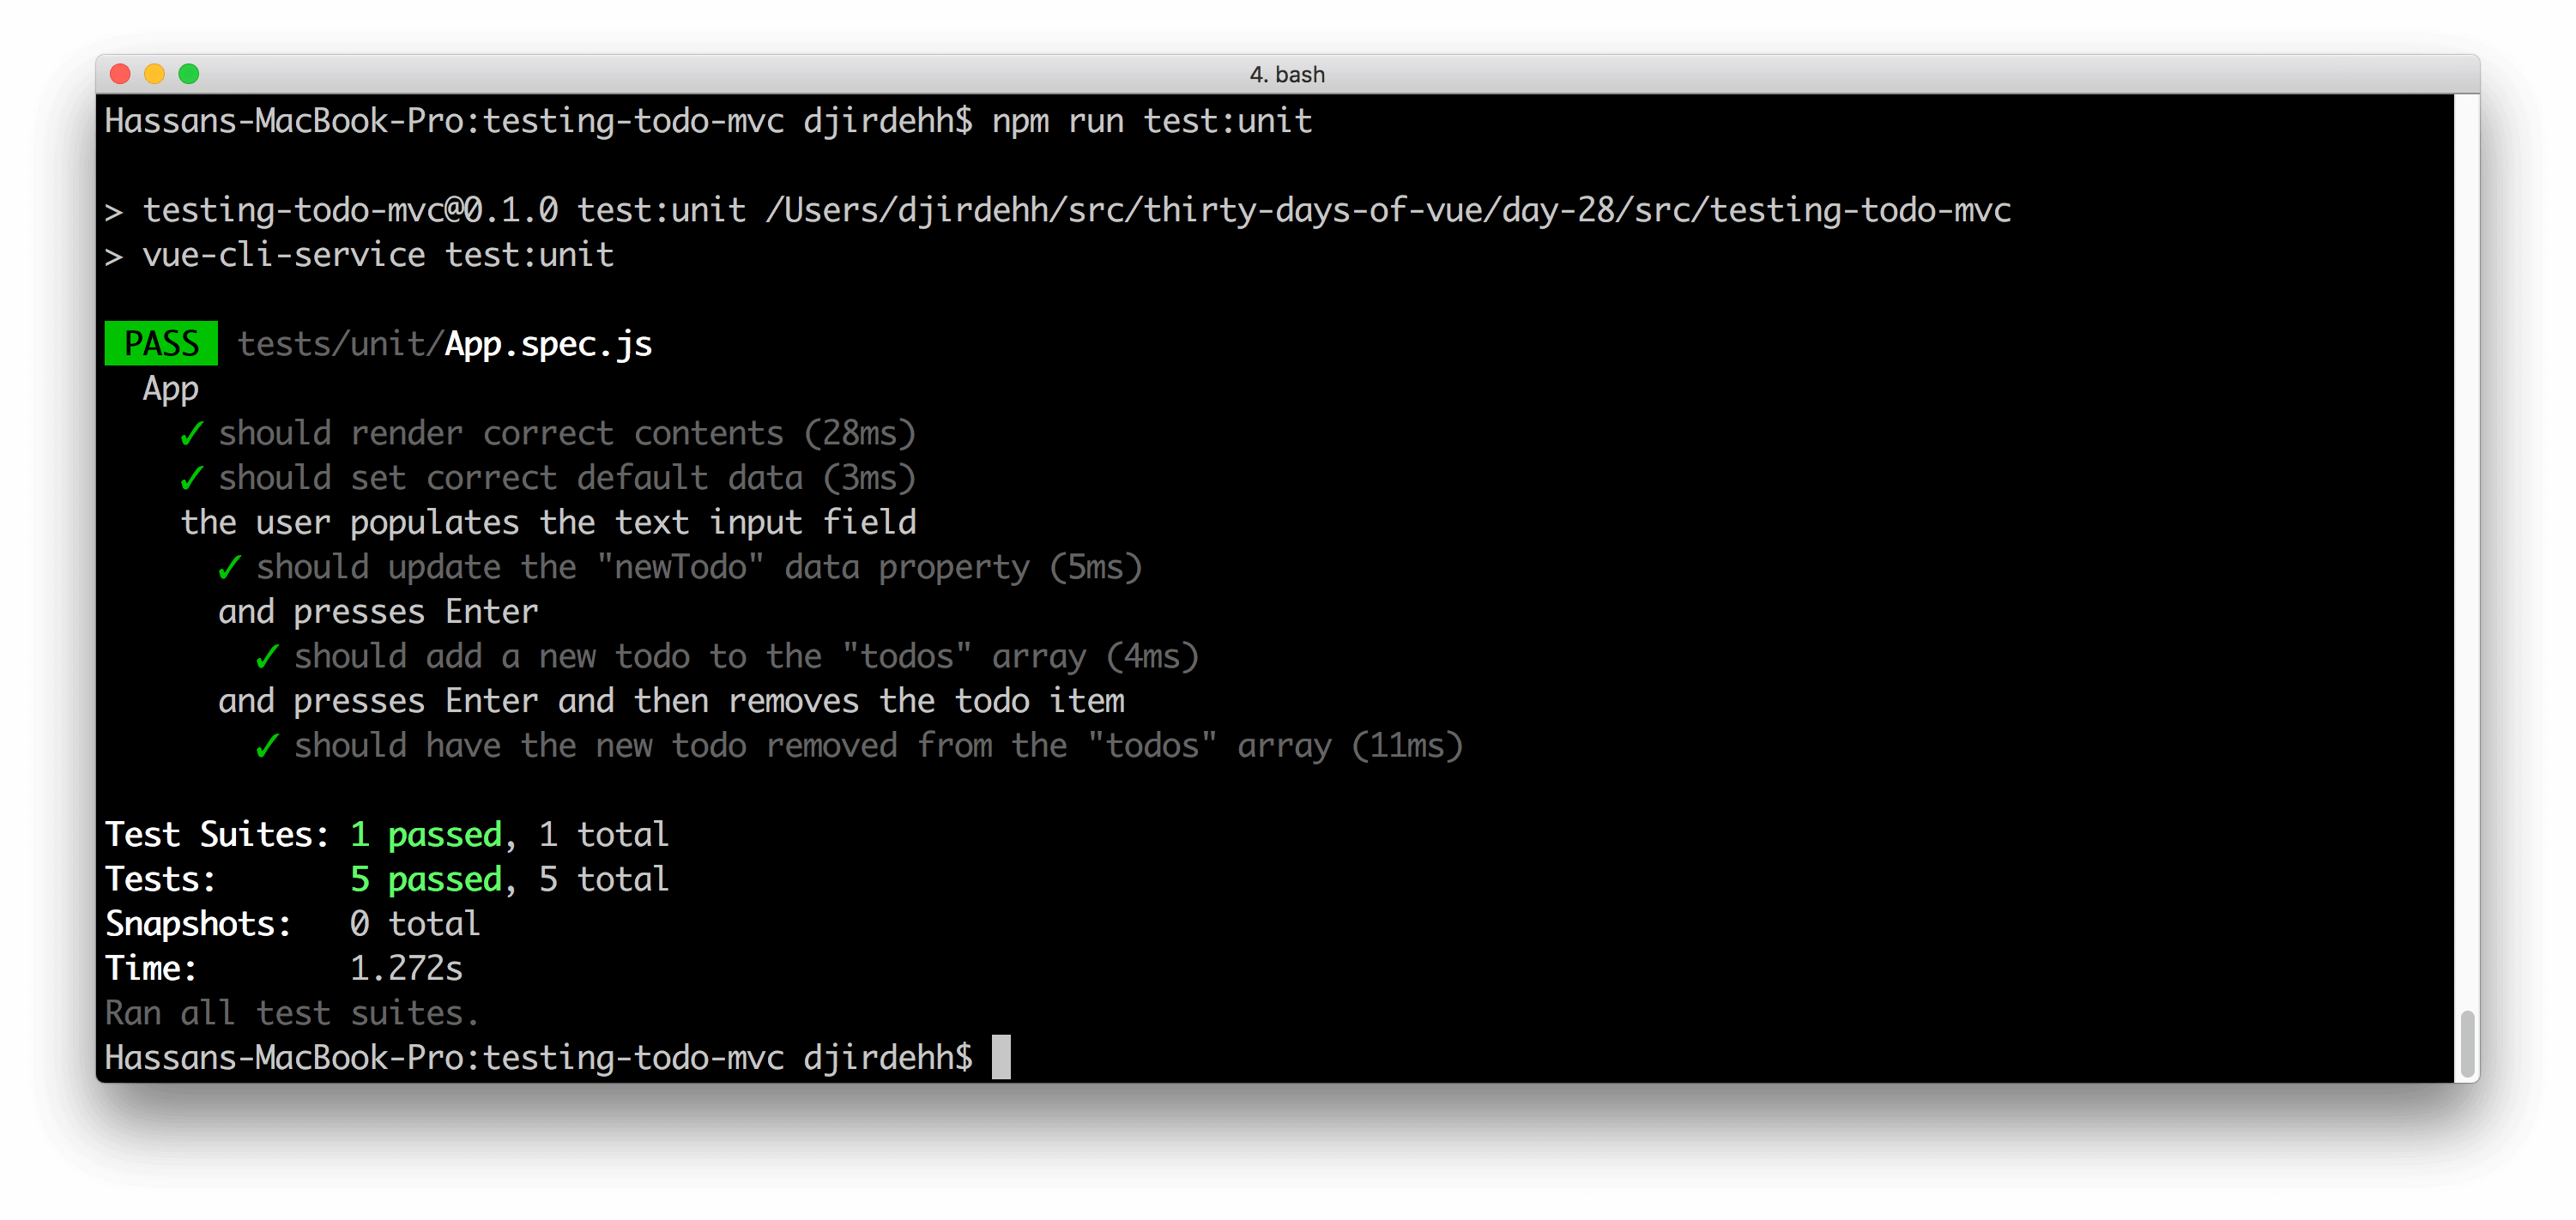 4. bash
Hassans-MacBook-Pro:testing-todo-mvc djirdehh$ npm run test:unit
> testing-todo-mvc@0.1.0 test:unit /Users/djirdehh/src/thirty-days-of-vue/day-28/src/testing-todo-mvc
> vue-cli-service test:unit
PASS tests/unit/App.spec.js
App
✓ should render correct contents (28ms)
✓ should set correct default data (3ms)
the user populates the text input field
✓ should update the "newTodo" data property (5ms)
and presses Enter
✓ should add a new todo to the "todos" array (4ms)
and presses Enter and then removes the todo item
✓ should have the new todo removed from the "todos" array (11ms)
Test Suites: 1 passed, 1 total
Tests: 5 passed, 5 total
Snapshots: 0 total
Time: 1.272s
Ran all test suites.
Hassans-MacBook-Pro:testing-todo-mvc djirdehh$